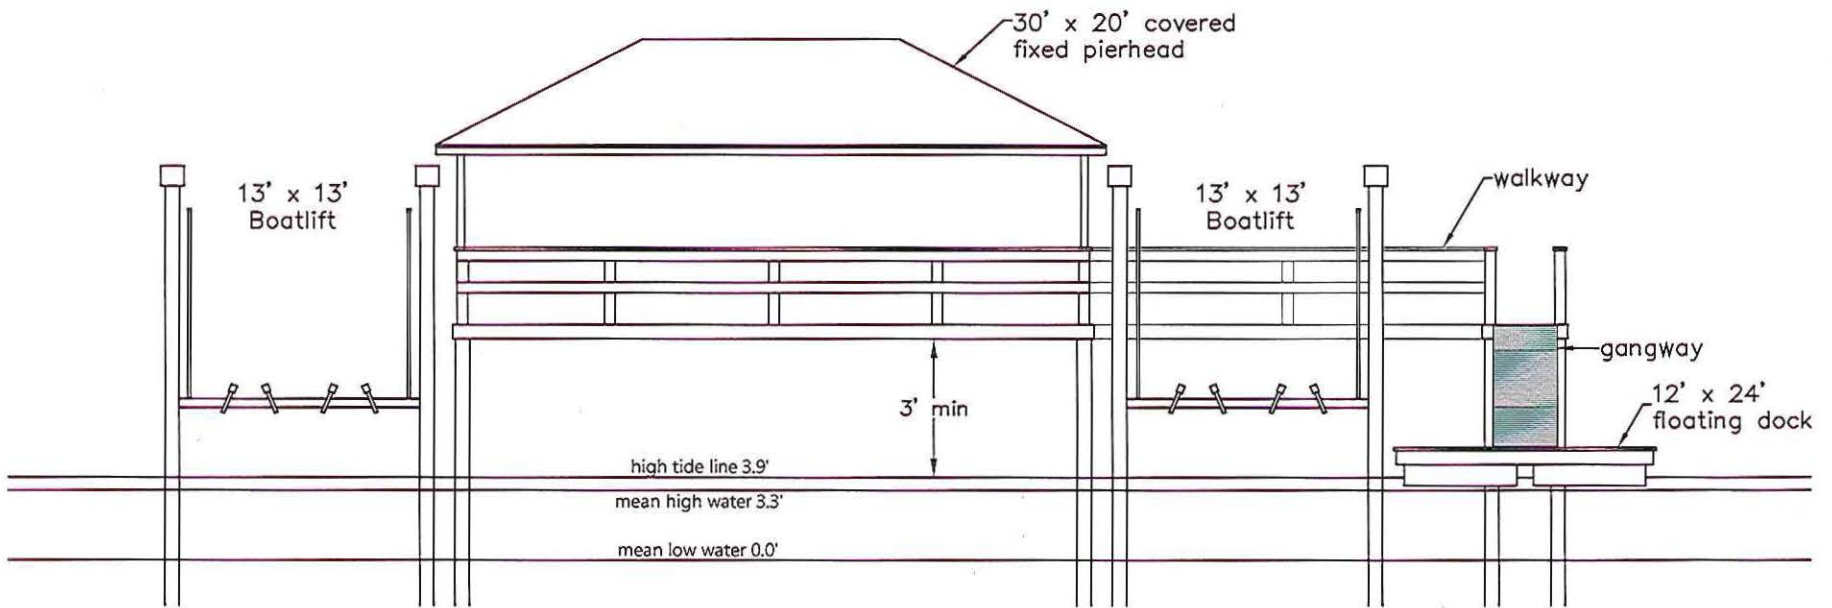 30' x 20' covered
fixed pierhead
13' x 13'
Boatlift
13' x 13'
Boatlift
walkway
gangway
3' min
12' x 24'
floating dock
high tide line 3.9'
mean high water 3.3'
mean low water 0.0'